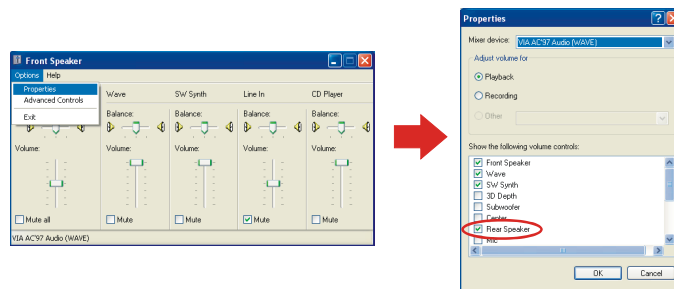 Front Speaker
Options Help
Properties
Advanced Controls
Exit
Wave SW Synth Line In CD Player
Balance: Balance: Balance: Balance:
Volume: Volume: Volume: Volume: Volume:
Mute all Mute Mute Mute Mute
VIA AC'97 Audio (WAVE)
Properties
Mixer device: VIA AC'97 Audio (WAVE)
Adjust volume for
Playback
Recording
Other
Show the following volume controls:
Front Speaker
Wave
SW Synth
3D Depth
Subwoofer
Center
Rear Speaker
Mic
OK Cancel